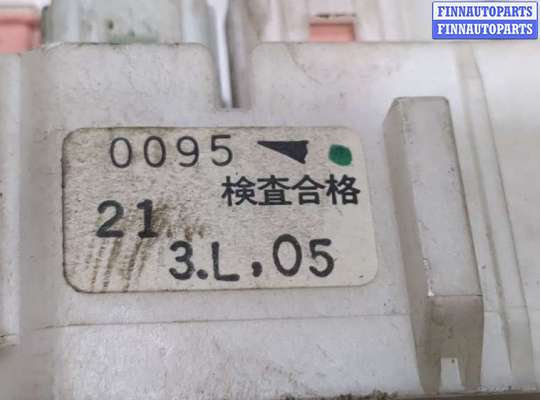 FINNAUTOPARTS
FINNAUTOPARTS
0095
検査合格
21
3.L,05